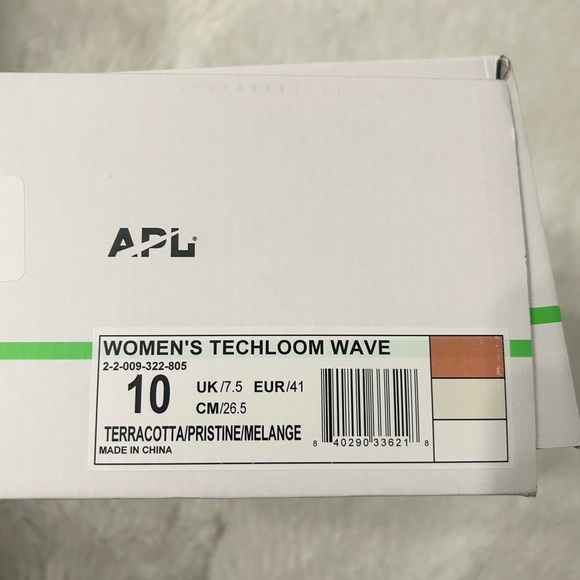 APL
WOMEN'S TECHLOOM WAVE
2-2-009-322-805
10 UK/7.5 EUR/41
CM/26.5
TERRACOTTA/PRISTINE/MELANGE
MADE IN CHINA
8 40290 33621 8